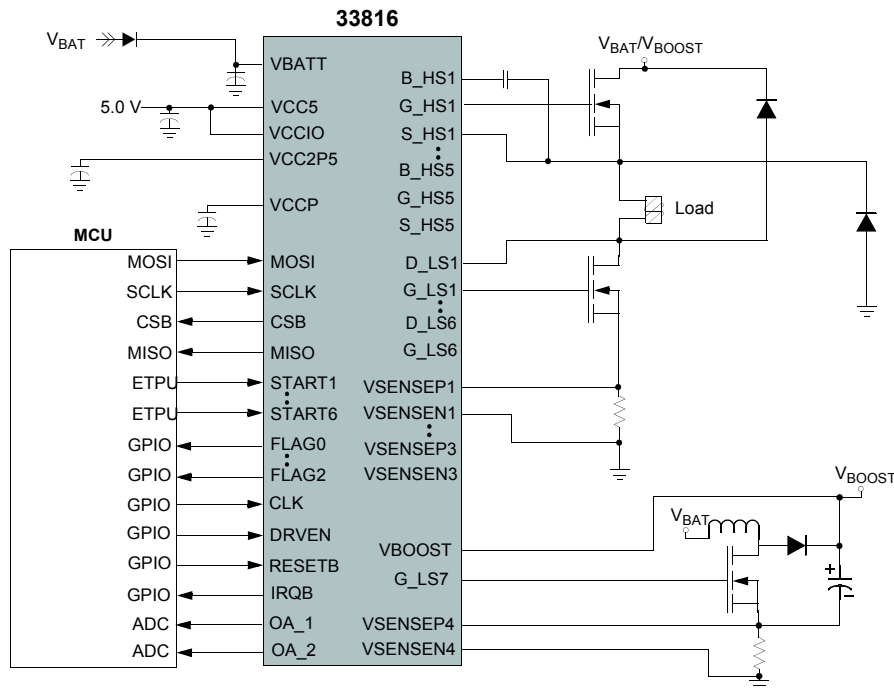 33816
VBAT
VBATT
5.0 V
VCC5
VCCIO
VCC2P5
VCCP
B_HS1
G_HS1
S_HS1
B_HS5
G_HS5
S_HS5
D_LS1
G_LS1
D_LS6
G_LS6
VSENSEP1
VSENSEN1
VSENSEP3
VSENSEN3
VBOOST
G_LS7
VSENSEP4
VSENSEN4
VBAT/VBOOST
Load
VBOOST
VBAT
+
-
MCU
MOSI MOSI
SCLK SCLK
CSB CSB
MISO MISO
ETPU START1
ETPU START6
GPIO FLAG0
GPIO FLAG2
GPIO CLK
GPIO DRVEN
GPIO RESETB
GPIO IRQB
ADC OA_1
ADC OA_2